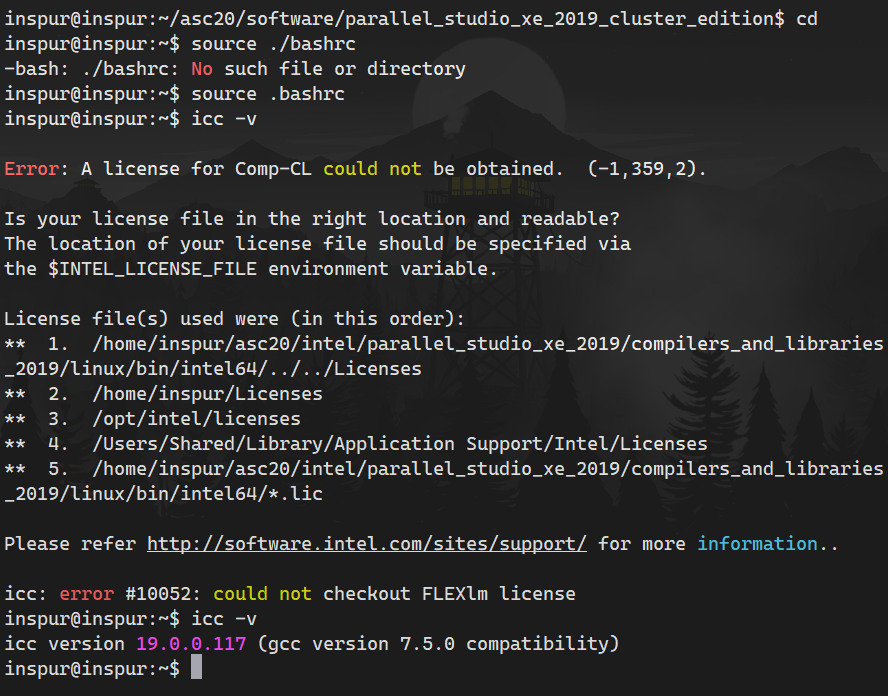 inspur@inspur:~/asc20/software/parallel_studio_xe_2019_cluster_edition$ cd
inspur@inspur:~$ source ./bashrc
-bash: ./bashrc: No such file or directory
inspur@inspur:~$ source .bashrc
inspur@inspur:~$ icc -v

Error: A license for Comp-CL could not be obtained.  (-1,359,2).

Is your license file in the right location and readable?
The location of your license file should be specified via
the $INTEL_LICENSE_FILE environment variable.

License file(s) used were (in this order):
**  1.  /home/inspur/asc20/intel/parallel_studio_xe_2019/compilers_and_libraries
_2019/linux/bin/intel64/../../Licenses
**  2.  /home/inspur/Licenses
**  3.  /opt/intel/licenses
**  4.  /Users/Shared/Library/Application Support/Intel/Licenses
**  5.  /home/inspur/asc20/intel/parallel_studio_xe_2019/compilers_and_libraries
_2019/linux/bin/intel64/*.lic

Please refer http://software.intel.com/sites/support/ for more information..

icc: error #10052: could not checkout FLEXlm license
inspur@inspur:~$ icc -v
icc version 19.0.0.117 (gcc version 7.5.0 compatibility)
inspur@inspur:~$